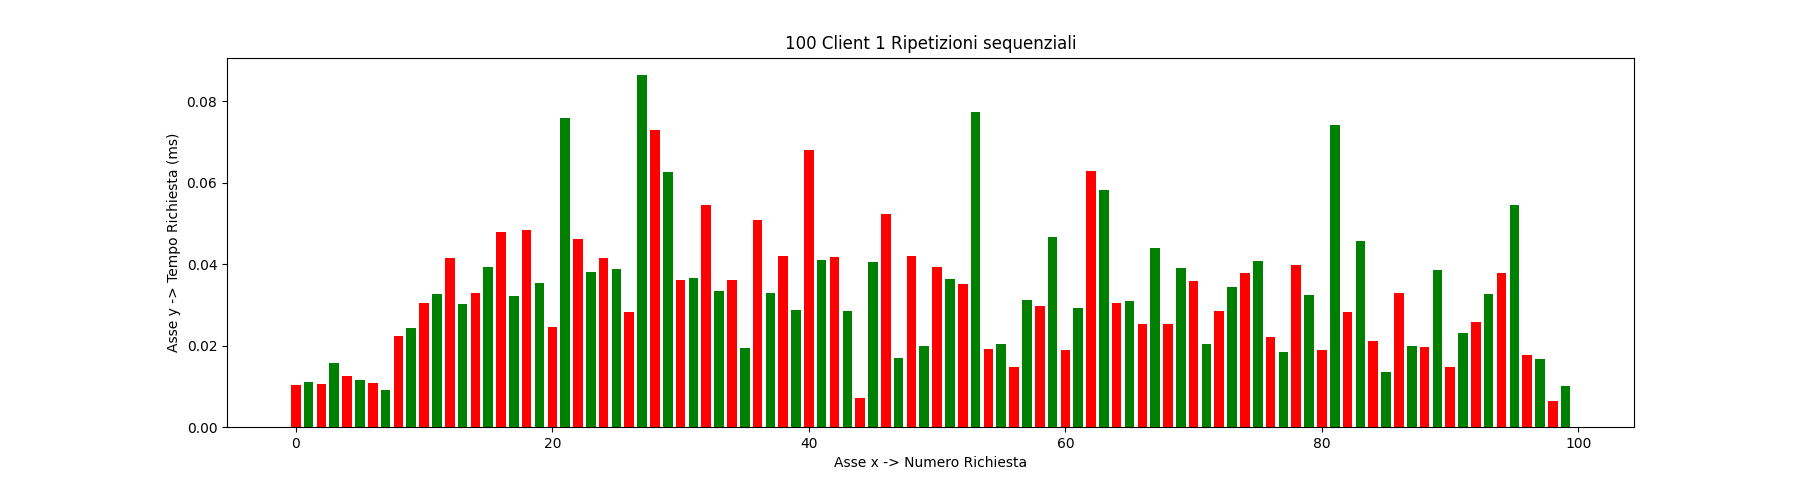 100 Client 1 Ripetizioni sequenziali
Asse y -> Tempo Richiesta (ms)
0.08
0.06
0.04
0.02
0.00
0 20 40 60 80 100
Asse x -> Numero Richiesta